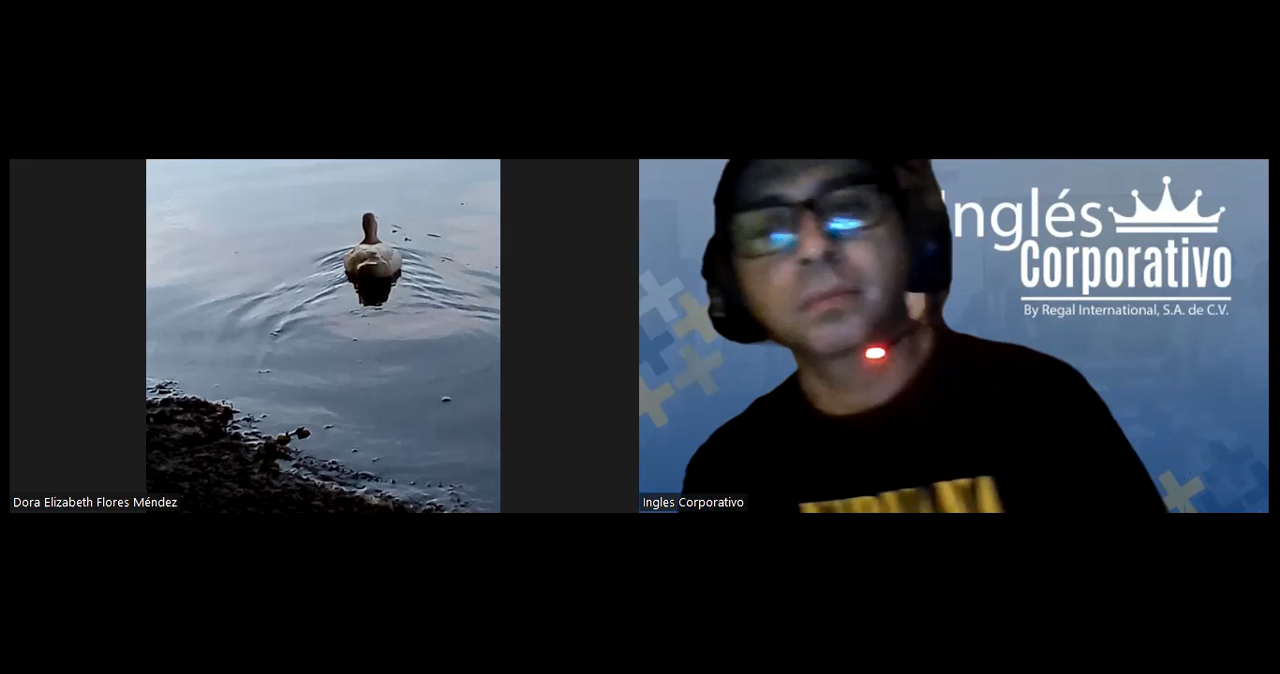 Inglés
Corporativo
By Regal International, S.A. de C.V.
Dora Elizabeth Flores Méndez
Ingles Corporativo